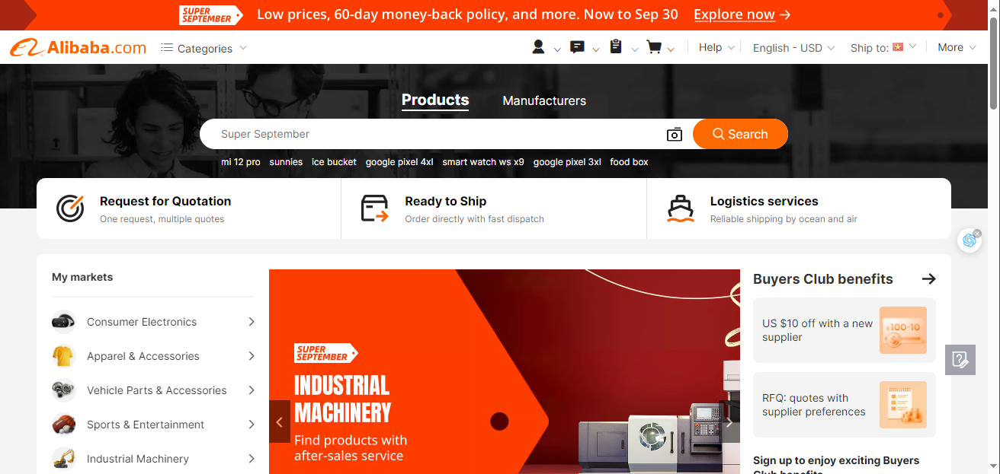 SUPER
SEPTEMBER
Low prices, 60-day money-back policy, and more. Now to Sep 30 Explore now
Alibaba.com Categories Help English - USD Ship to: More
Products Manufacturers
Super September Search
mi 12 pro sunnies ice bucket google pixel 4xl smart watch ws x9 google pixel 3xl food box
Request for Quotation
One request, multiple quotes
Ready to Ship
Order directly with fast dispatch
Logistics services
Reliable shipping by ocean and air
My markets
Consumer Electronics
Apparel & Accessories
Vehicle Parts & Accessories
Sports & Entertainment
Industrial Machinery
SUPER
SEPTEMBER
INDUSTRIAL
MACHINERY
Find products with
after-sales service
Buyers Club benefits
US $10 off with a new
supplier
$100-10
RFQ: quotes with
supplier preferences
Sign up to enjoy exciting Buyers
Club benefits